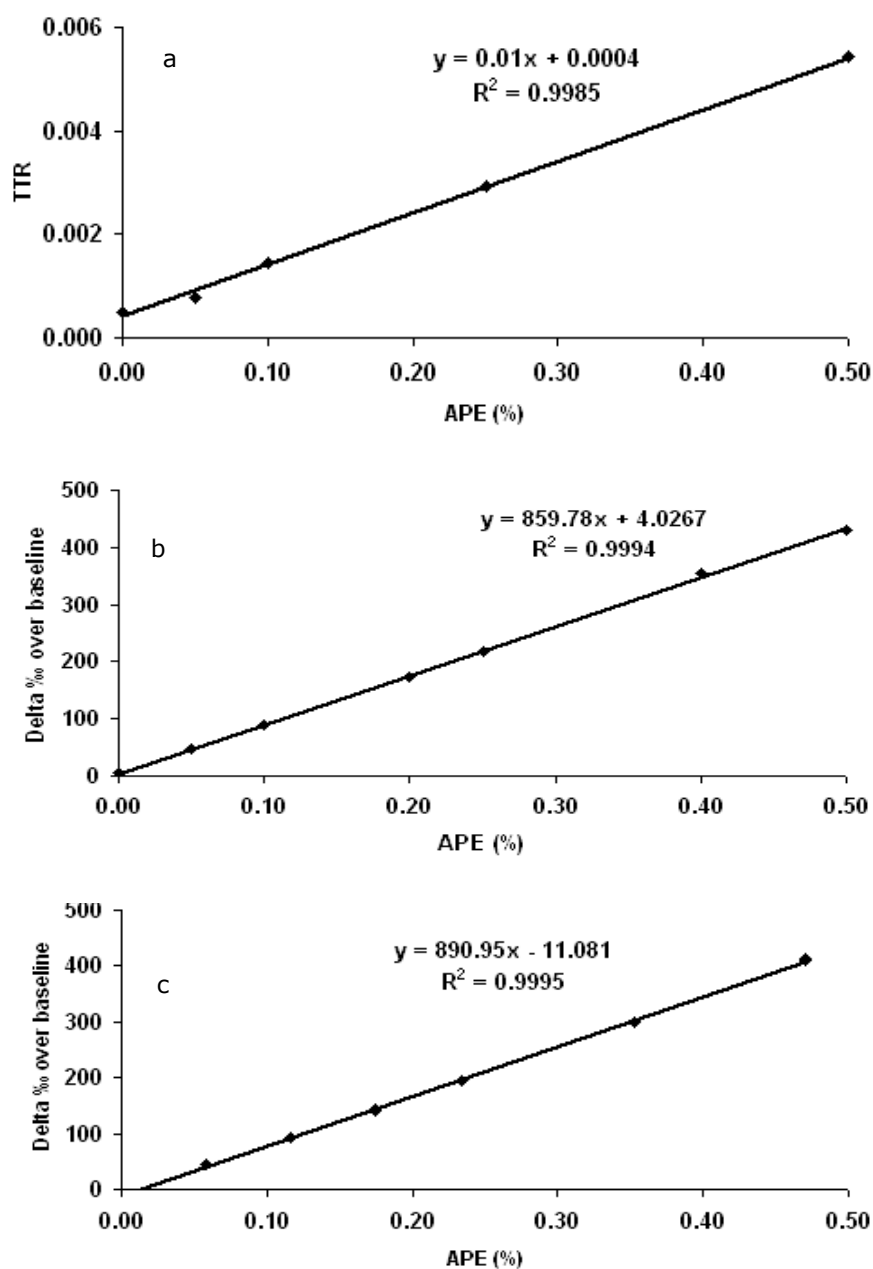 a
y = 0.01x + 0.0004
R² = 0.9985
TTR
0.006
0.004
0.002
0.000
0.00 0.10 0.20 0.30 0.40 0.50
APE (%)
b
y = 859.78x + 4.0267
R² = 0.9994
Delta ‰ over baseline
500
400
300
200
100
0
0.00 0.10 0.20 0.30 0.40 0.50
APE (%)
c
y = 890.95x - 11.081
R² = 0.9995
Delta ‰ over baseline
500
400
300
200
100
0
0.00 0.10 0.20 0.30 0.40 0.50
APE (%)